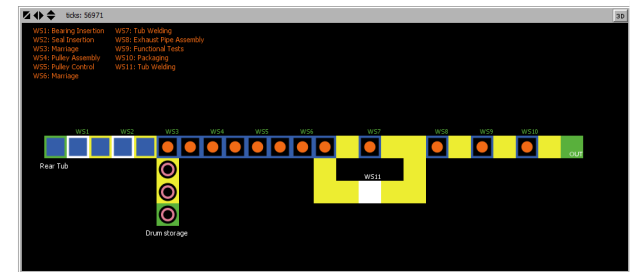 ticks: 56971
3D
WS1: Bearing Insertion WS7: Tub Welding
WS2: Seal Insertion WS8: Exhaust Pipe Assembly
WS3: Marriage WS9: Functional Tests
WS4: Pulley Assembly WS10: Packaging
WS5: Pulley Control WS11: Tub Welding
WS6: Marriage
WS1 WS2 WS3 WS4 WS5 WS6 WS7 WS8 WS9 WS10
OUT
Rear Tub
WS11
Drum storage